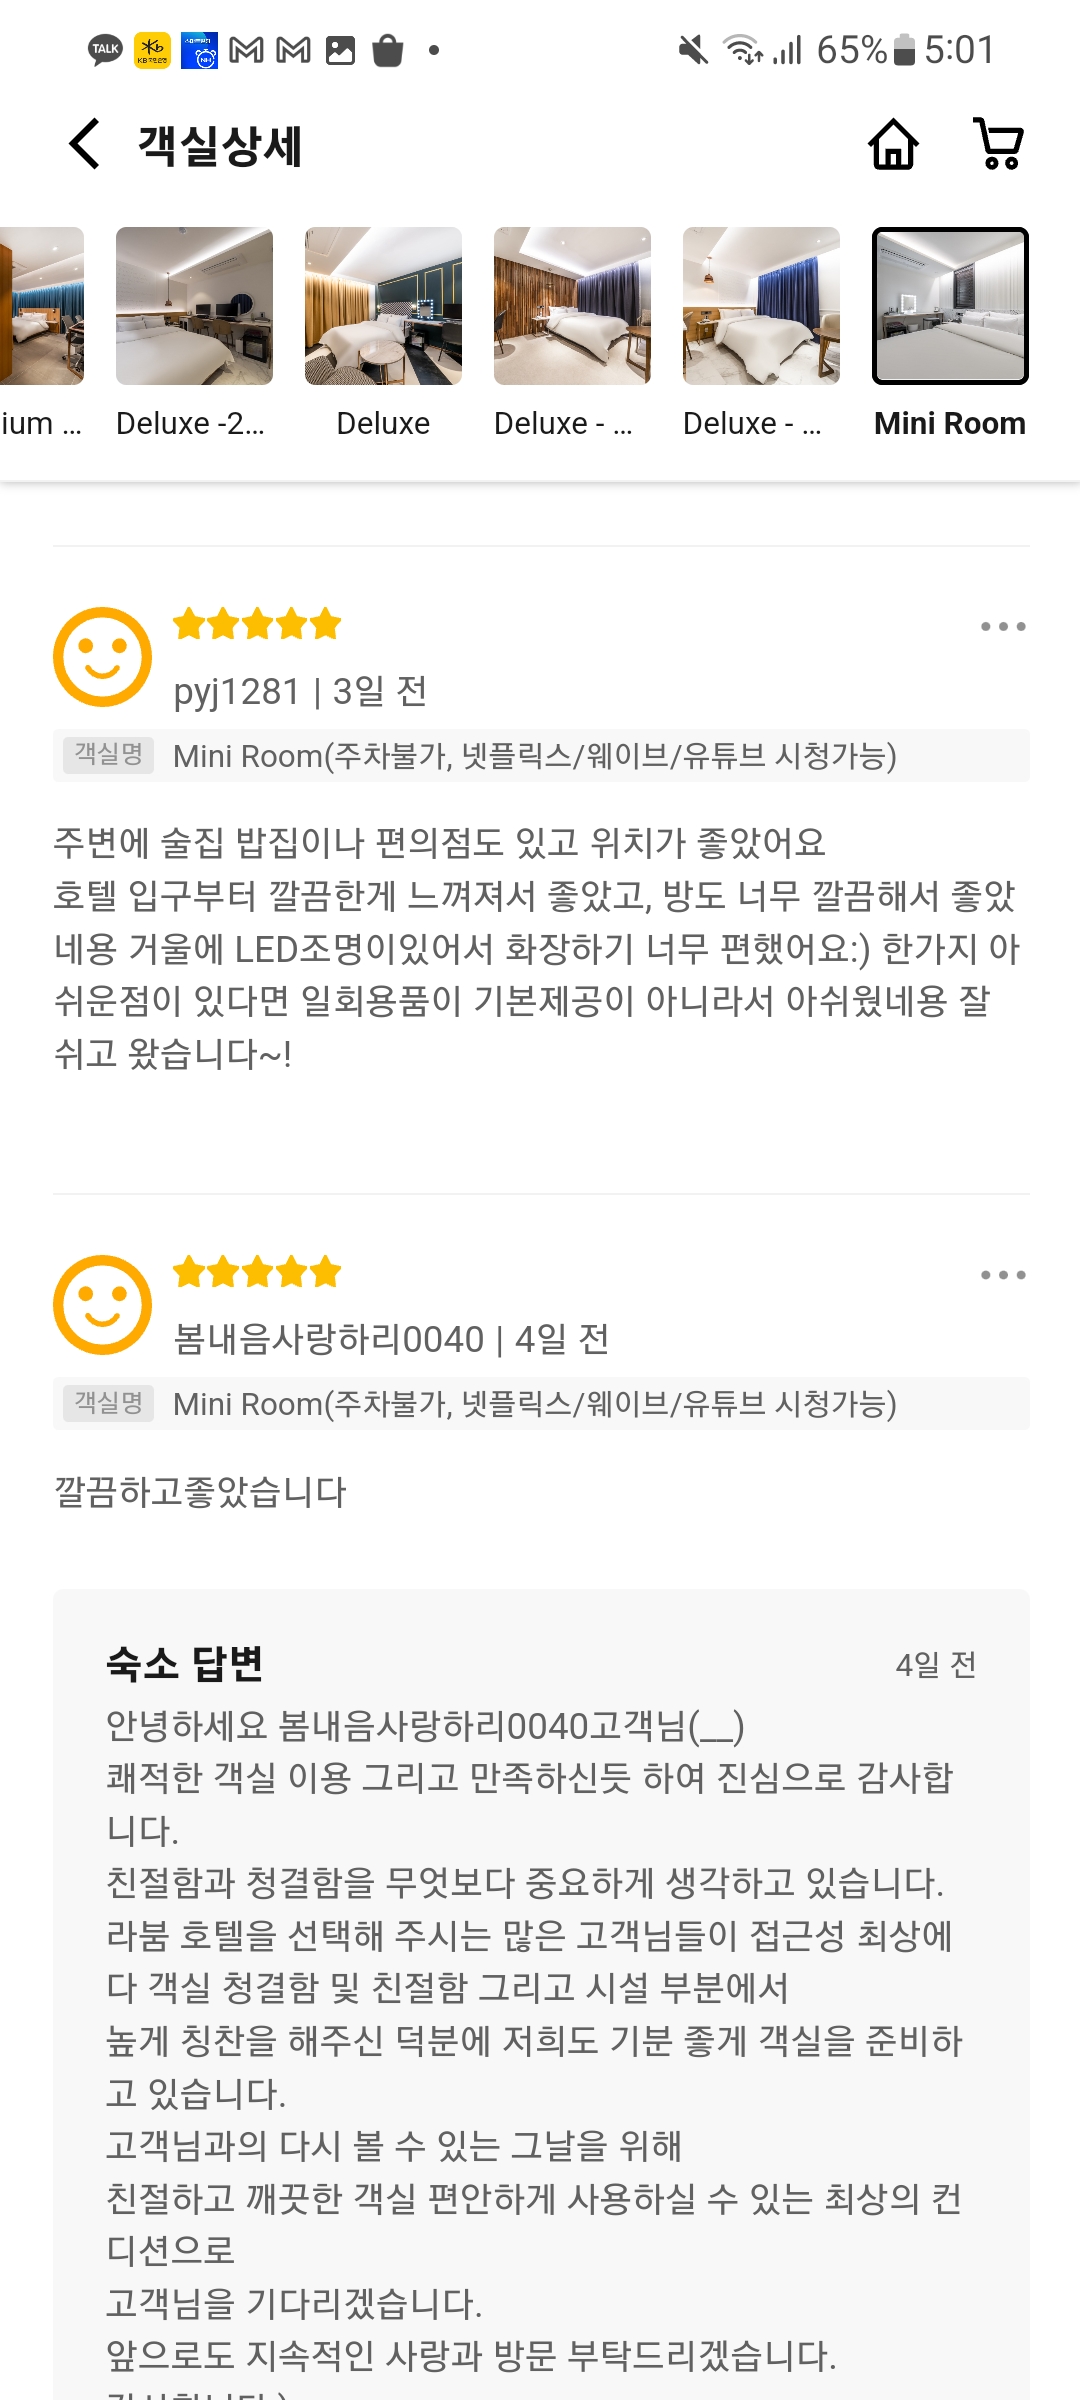 TALK
KB국민은행
NH
65% 5:01
객실상세
ium ...
Deluxe -2...
Deluxe
Deluxe - ...
Deluxe - ...
Mini Room
pyj1281 | 3일 전
객실명 Mini Room(주차불가, 넷플릭스/웨이브/유튜브 시청가능)
주변에 술집 밥집이나 편의점도 있고 위치가 좋았어요
호텔 입구부터 깔끔한게 느껴져서 좋았고, 방도 너무 깔끔해서 좋았
네용 거울에 LED조명이있어서 화장하기 너무 편했어요:) 한가지 아
쉬운점이 있다면 일회용품이 기본제공이 아니라서 아쉬웠네용 잘
쉬고 왔습니다~!
봄내음사랑하리0040 | 4일 전
객실명 Mini Room(주차불가, 넷플릭스/웨이브/유튜브 시청가능)
깔끔하고좋았습니다
숙소 답변 4일 전
안녕하세요 봄내음사랑하리0040고객님(__)
쾌적한 객실 이용 그리고 만족하신듯 하여 진심으로 감사합
니다.
친절함과 청결함을 무엇보다 중요하게 생각하고 있습니다.
라붐 호텔을 선택해 주시는 많은 고객님들이 접근성 최상에
다 객실 청결함 및 친절함 그리고 시설 부분에서
높게 칭찬을 해주신 덕분에 저희도 기분 좋게 객실을 준비하
고 있습니다.
고객님과의 다시 볼 수 있는 그날을 위해
친절하고 깨끗한 객실 편안하게 사용하실 수 있는 최상의 컨
디션으로
고객님을 기다리겠습니다.
앞으로도 지속적인 사랑과 방문 부탁드리겠습니다.